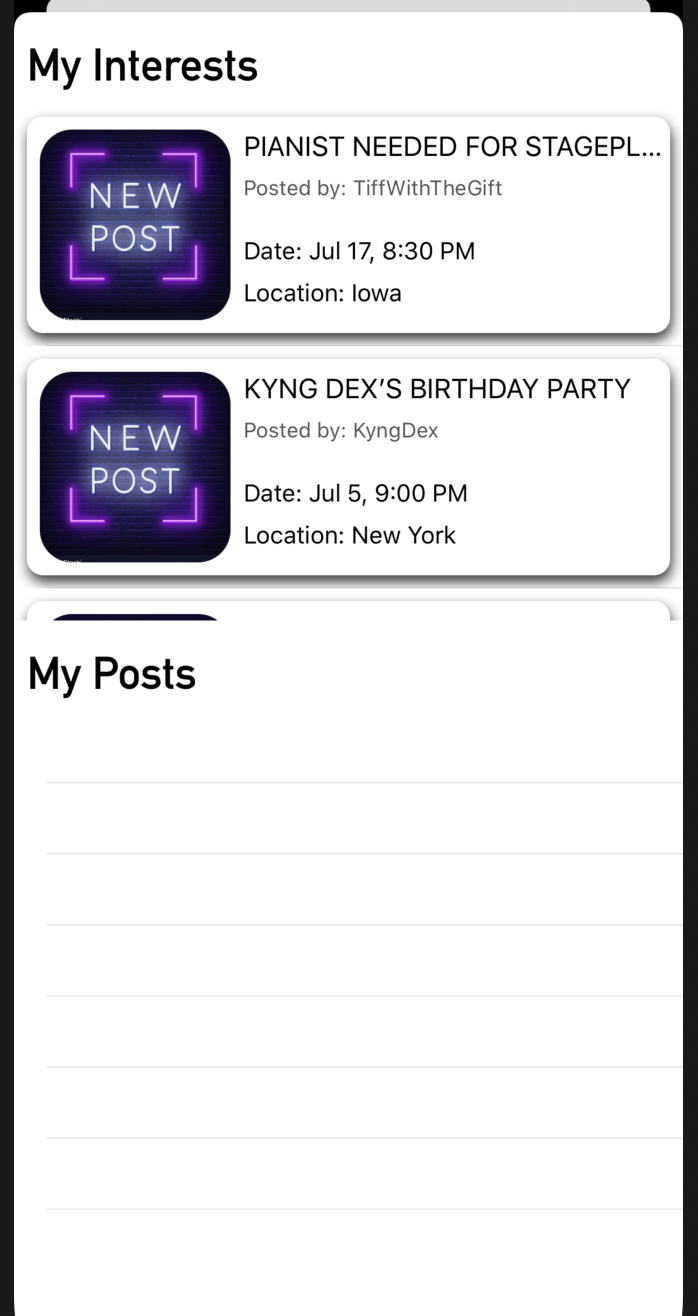 My Interests
NEW
POST
PIANIST NEEDED FOR STAGEPL...
Posted by: TiffWithTheGift
Date: Jul 17, 8:30 PM
Location: Iowa
NEW
POST
KYNG DEX’S BIRTHDAY PARTY
Posted by: KyngDex
Date: Jul 5, 9:00 PM
Location: New York
My Posts